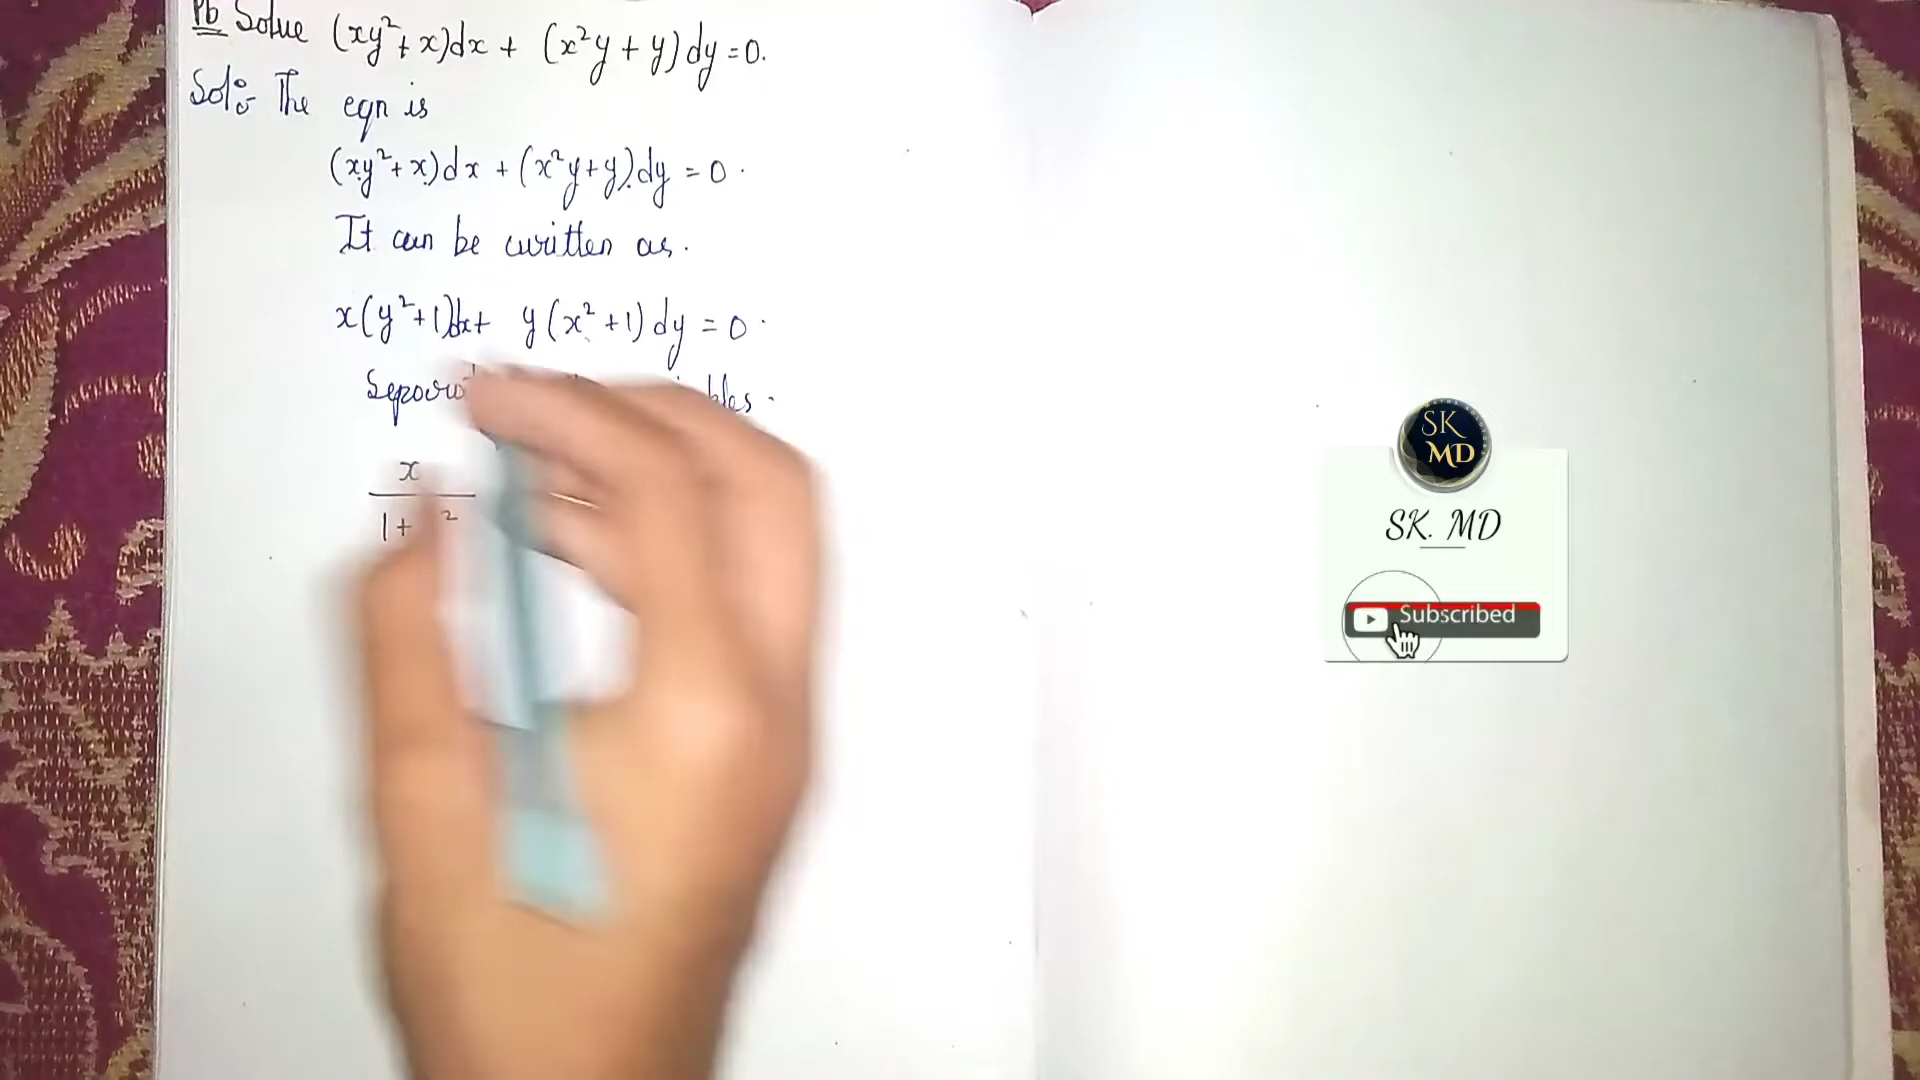 Pb Solve (xy²+x)dx + (x²y+y)dy=0.
Sol:- The eqn is
(xy²+x)dx+(x²y+y)dy=0.
It can be written as.
x(y²+1)dx+ y(x²+1)dy=0.
x
1+ 2
SK MD
SK. MD
Subscribed